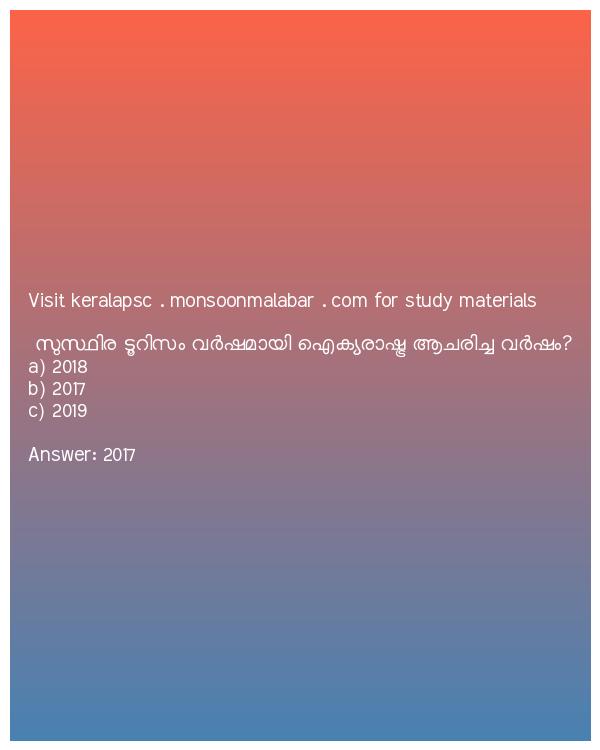 Visit keralapsc . monsoonmalabar . com for study materials
സുസ്ഥിര ടൂറിസം വർഷമായി ഐക്യരാഷ്ട്ര ആചരിച്ച വർഷം?
a) 2018
b) 2017
c) 2019
Answer: 2017